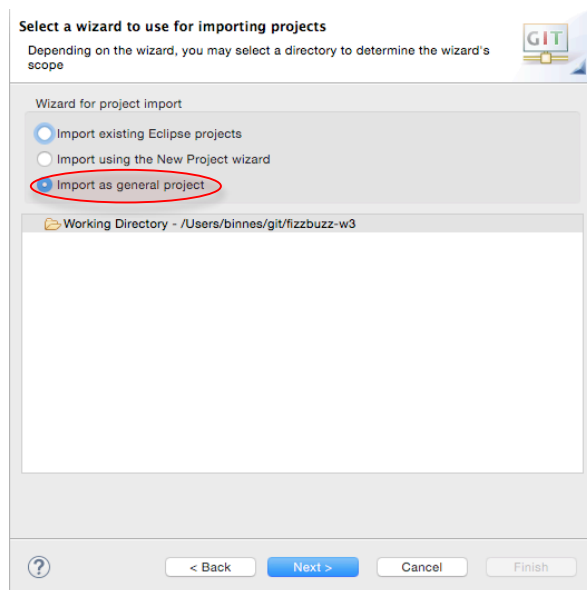 Select a wizard to use for importing projects
Depending on the wizard, you may select a directory to determine the wizard's
scope
GIT
Wizard for project import
Import existing Eclipse projects
Import using the New Project wizard
Import as general project
Working Directory - /Users/binnes/git/fizzbuzz-w3
?
< Back
Next >
Cancel
Finish